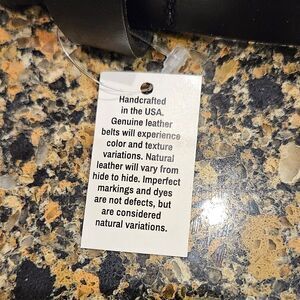 Handcrafted
in the USA.
Genuine leather
belts will experience
color and texture
variations. Natural
leather will vary from
hide to hide. Imperfect
markings and dyes
are not defects, but
are considered
natural variations.